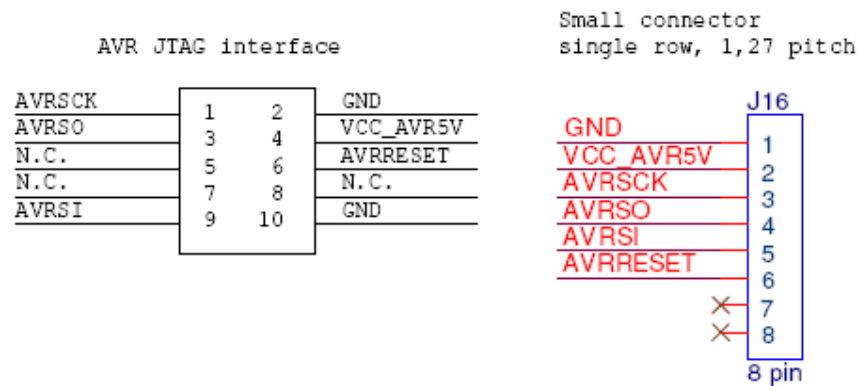 AVR JTAG interface
AVRSCK 1 2 GND
AVRSO 3 4 VCC_AVR5V
N.C. 5 6 AVRRESET
N.C. 7 8 N.C.
AVRSI 9 10 GND
Small connector
single row, 1,27 pitch
J16
GND 1
VCC_AVR5V 2
AVRSCK 3
AVRSO 4
AVRSI 5
AVRRESET 6
7
8
8 pin